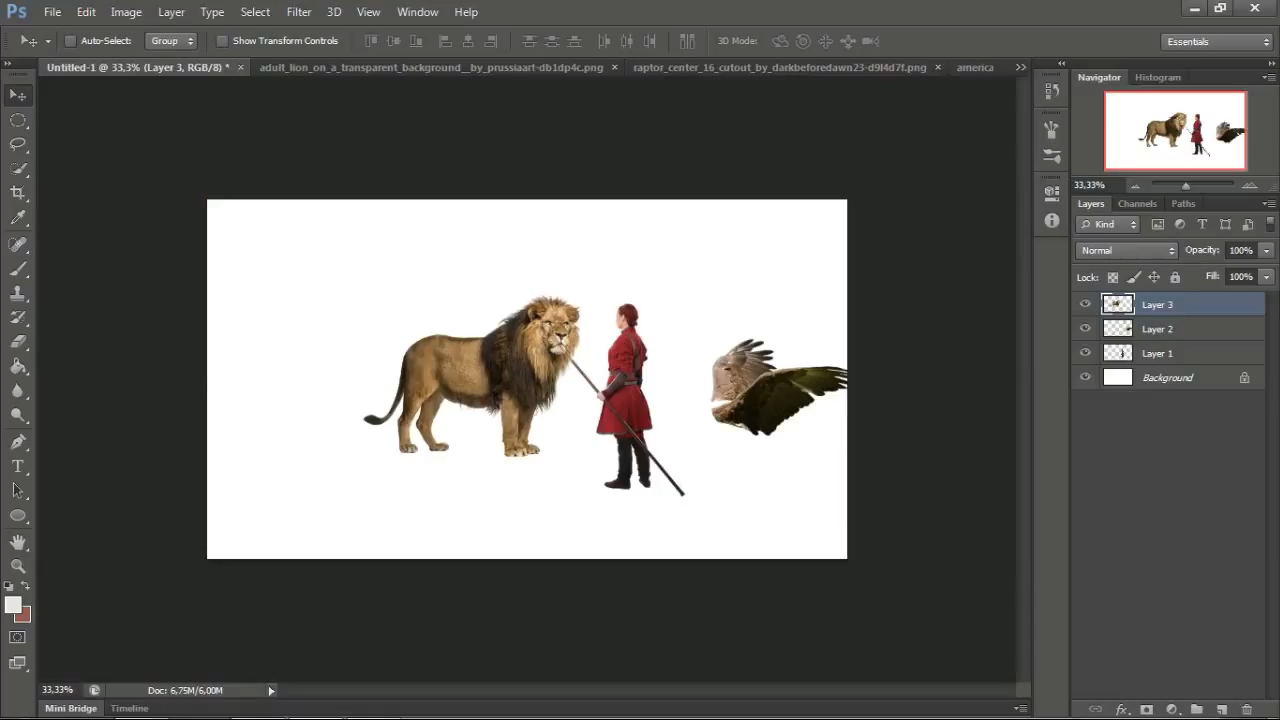 Ps File Edit Image Layer Type Select Filter 3D View Window Help
Auto-Select: Group Show Transform Controls 3D Mode: Essentials
Untitled-1 @ 33,3% (Layer 3, RGB/8) * × adult_lion_on_a_transparent_background__by_prussiaart-db1dp4c.png × raptor_center_16_cutout_by_darkbeforedawn23-d9l4d7f.png × america
Navigator Histogram
33,33%
Layers Channels Paths
Kind
Normal Opacity: 100%
Lock: Fill: 100%
Layer 3
Layer 2
Layer 1
Background
33,33% Doc: 6,75M/6,00M
Mini Bridge Timeline